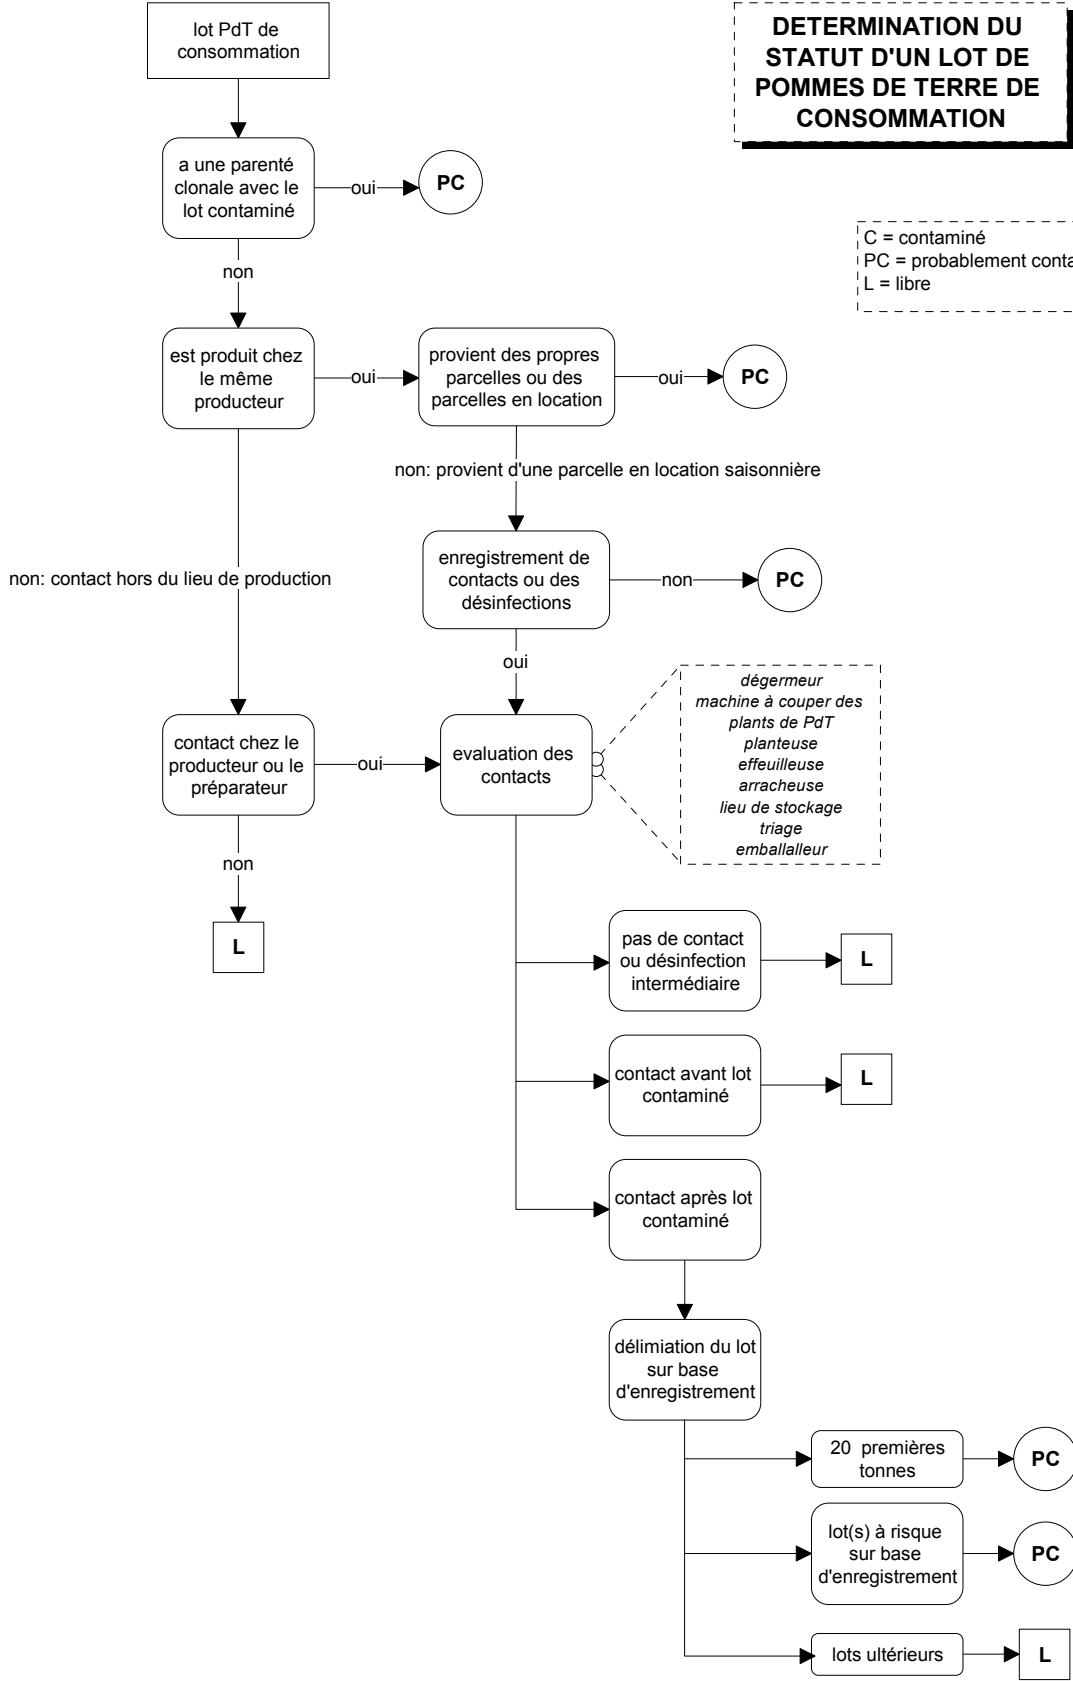 lot PdT de
consommation
DETERMINATION DU
STATUT D'UN LOT DE
POMMES DE TERRE DE
CONSOMMATION
a une parenté
clonale avec le
lot contaminé
oui
PC
C = contaminé
PC = probablement conta
L = libre
non
est produit chez
le même
producteur
oui
provient des propres
parcelles ou des
parcelles en location
oui
PC
non: provient d'une parcelle en location saisonnière
non: contact hors du lieu de production
enregistrement de
contacts ou des
désinfections
non
PC
oui
dégermeur
machine à couper des
plants de PdT
planteuse
effeuilleuse
arracheuse
lieu de stockage
triage
emballalleur
contact chez le
producteur ou le
préparateur
oui
evaluation des
contacts
non
L
pas de contact
ou désinfection
intermédiaire
L
contact avant lot
contaminé
L
contact après lot
contaminé
délimiation du lot
sur base
d'enregistrement
20 premières
tonnes
PC
lot(s) à risque
sur base
d'enregistrement
PC
lots ultérieurs
L